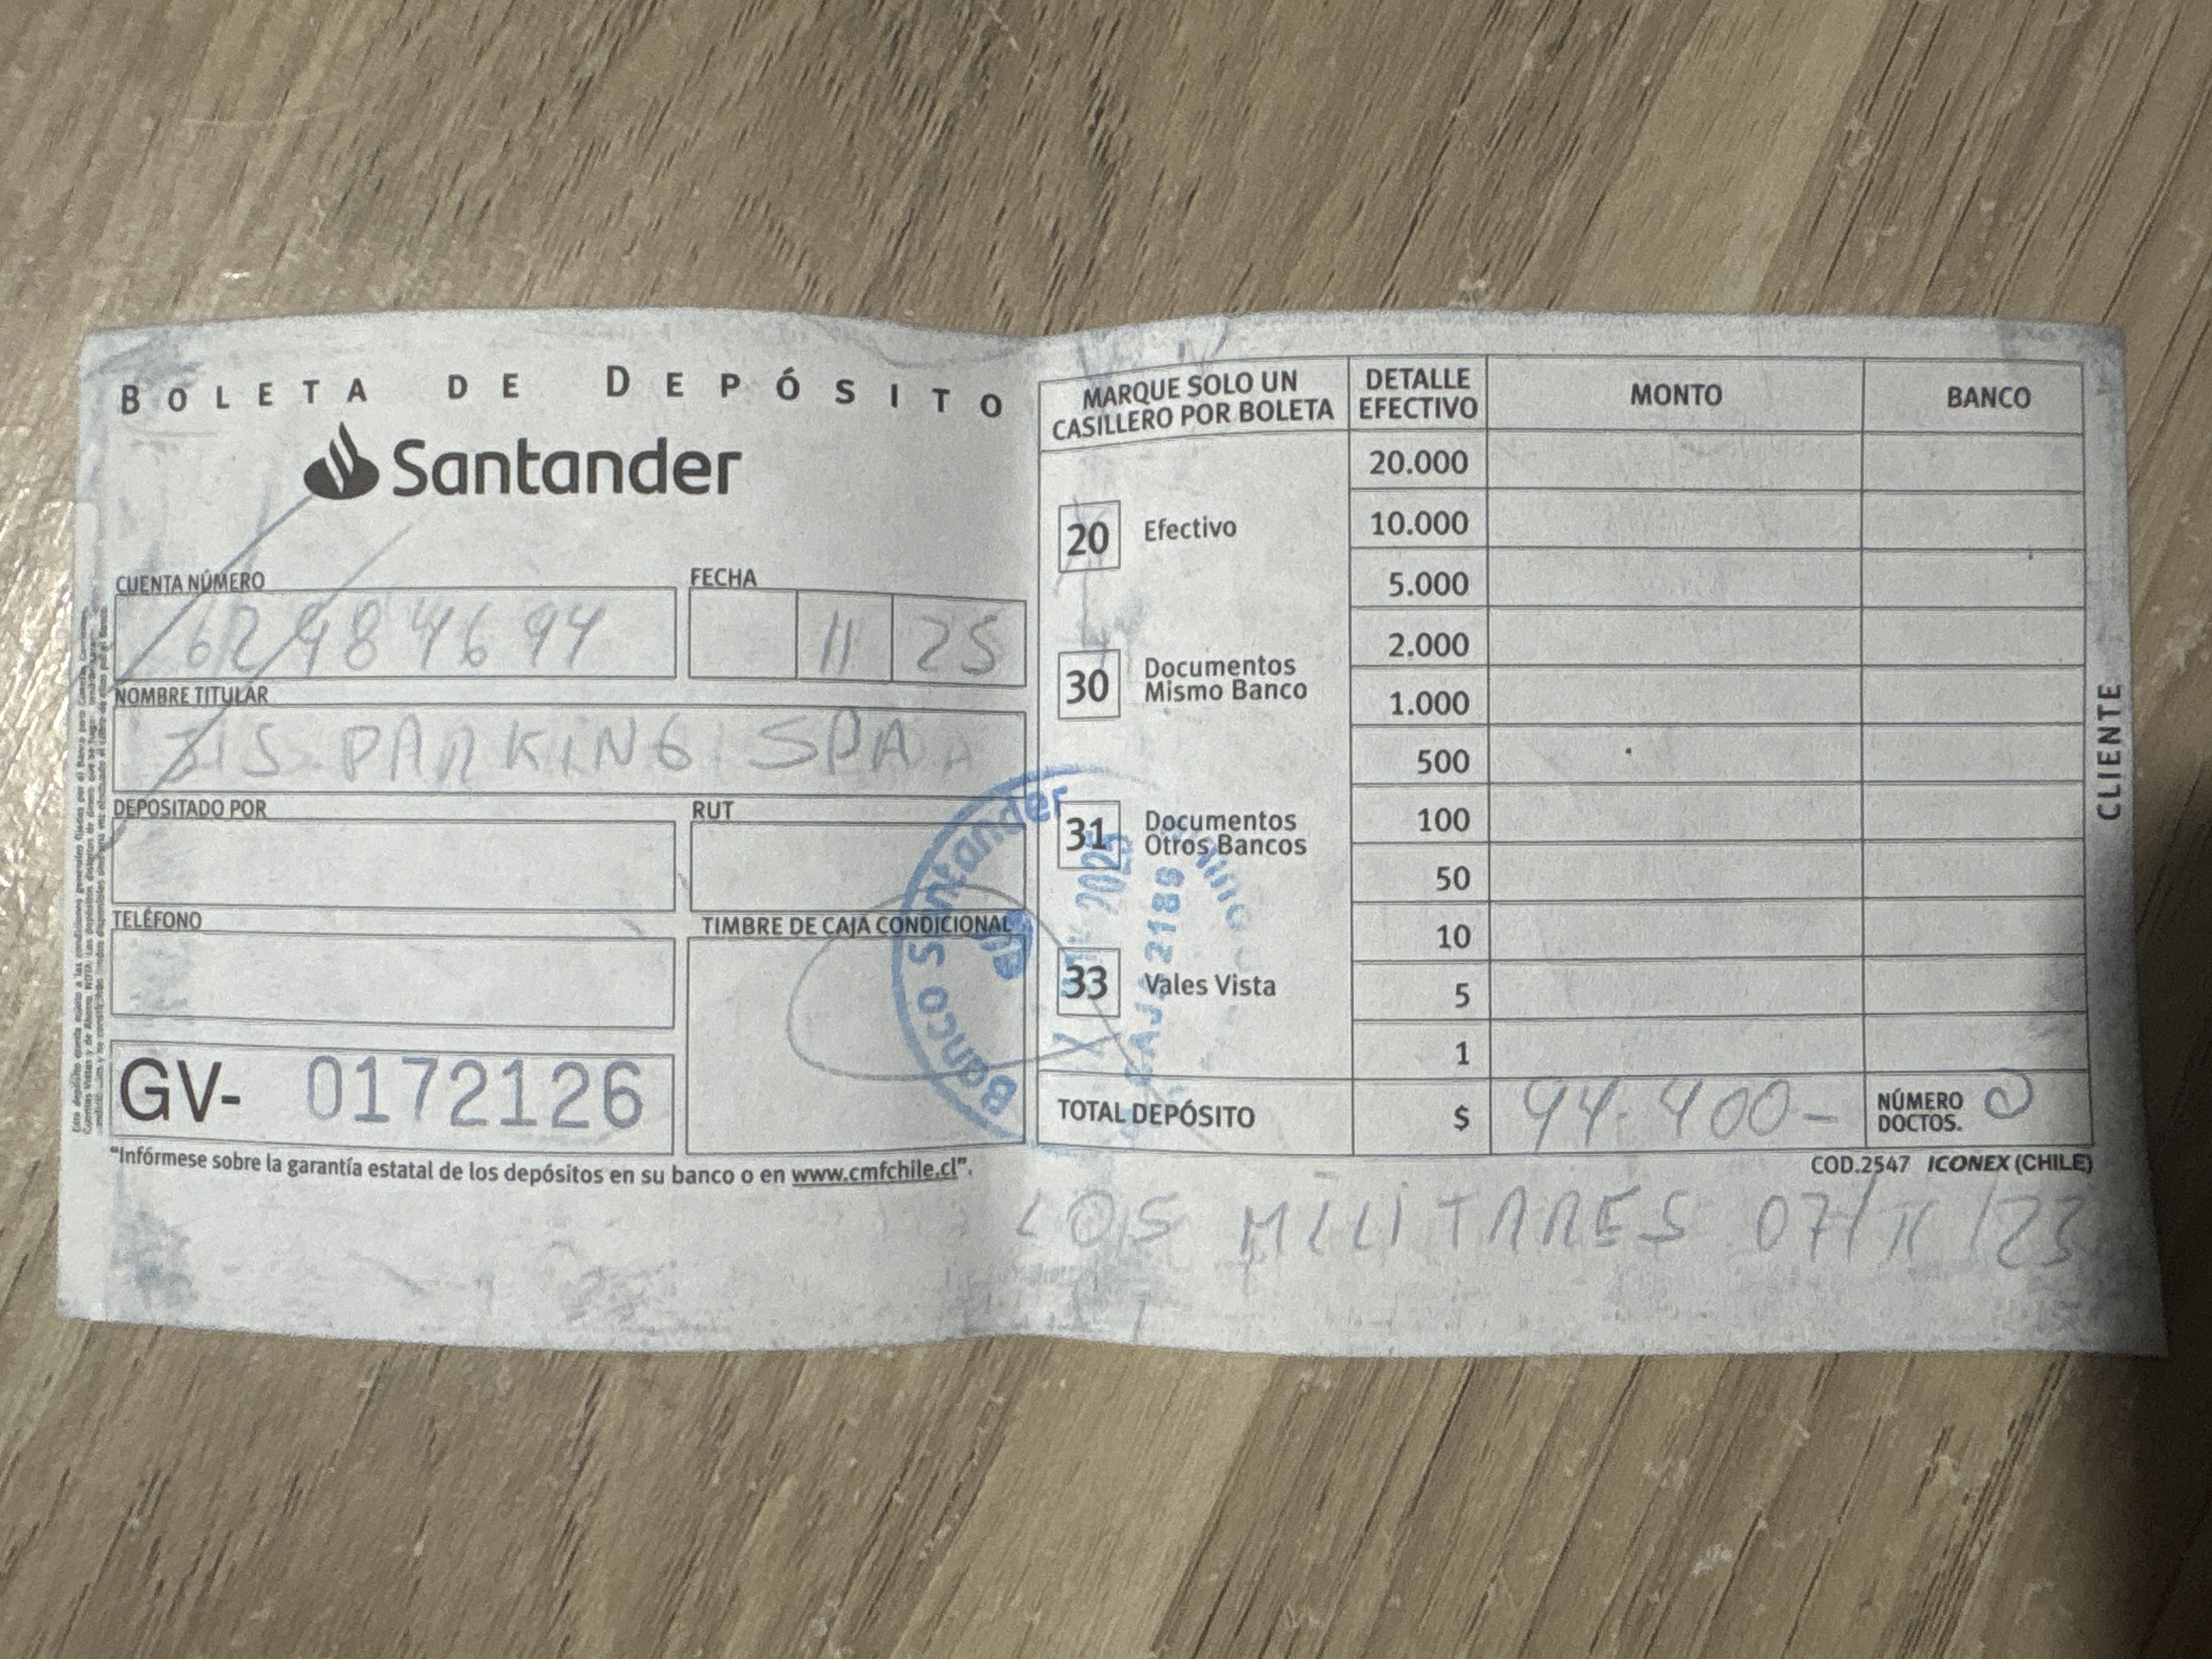 BOLETA DE DEPÓSITO
Santander
CUENTA NÚMERO
FECHA
11 25
NOMBRE TITULAR
PARKING SPA
DEPOSITADO POR
RUT
TELÉFONO
TIMBRE DE CAJA CONDICIONAL
GV- 0172126
"Infórmese sobre la garantía estatal de los depósitos en su banco o en www.cmfchile.cl".
MARQUE SOLO UN
CASILLERO POR BOLETA
20 Efectivo
30 Documentos
Mismo Banco
31 Documentos
Otros Bancos
33 Vales Vista
Banco Santander
2025
DETALLE
EFECTIVO
MONTO
BANCO
20.000
10.000
5.000
2.000
1.000
500
100
50
10
5
1
TOTAL DEPÓSITO $ 94.400-
NÚMERO
DOCTOS. 0
COD.2547 ICONEX (CHILE)
CLIENTE
LOS MILITARES 07/11/25